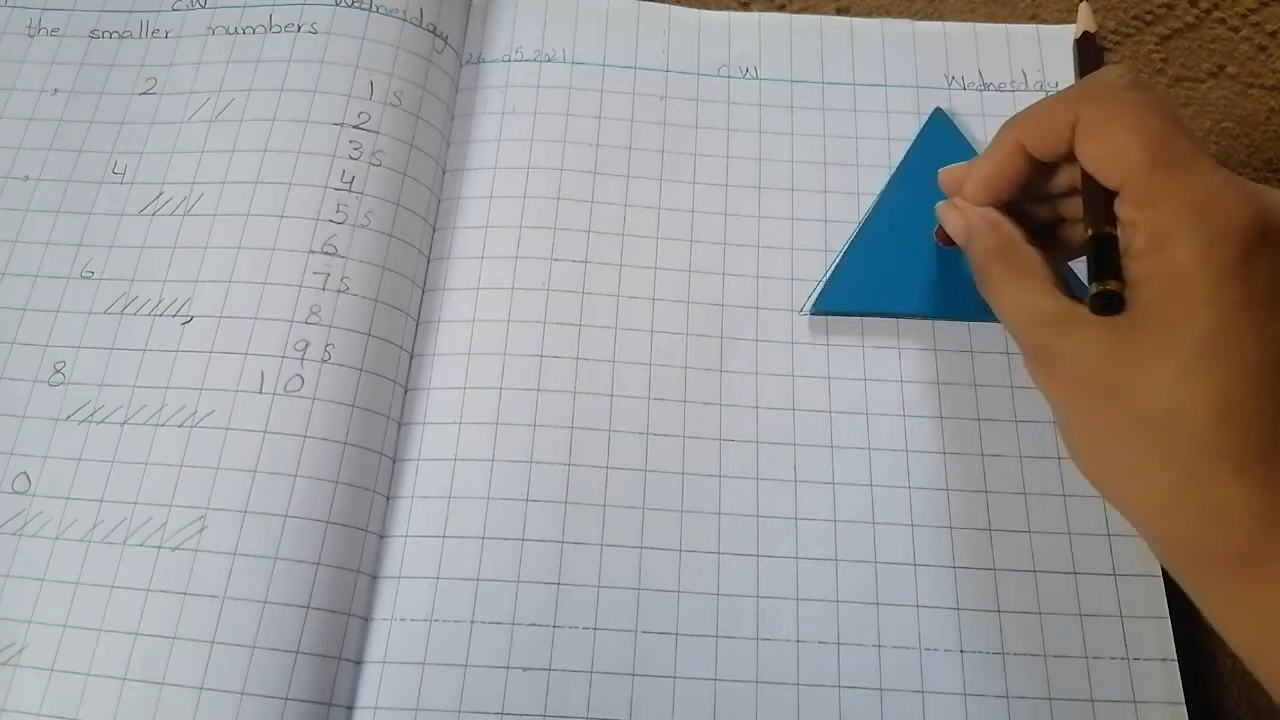 C.W Wednesday
the smaller numbers
2
1 s
2
3 s
4
4
5 s
6
6
7 s
8
9 s
8
10
0
26-05-2021 C.W Wednesday